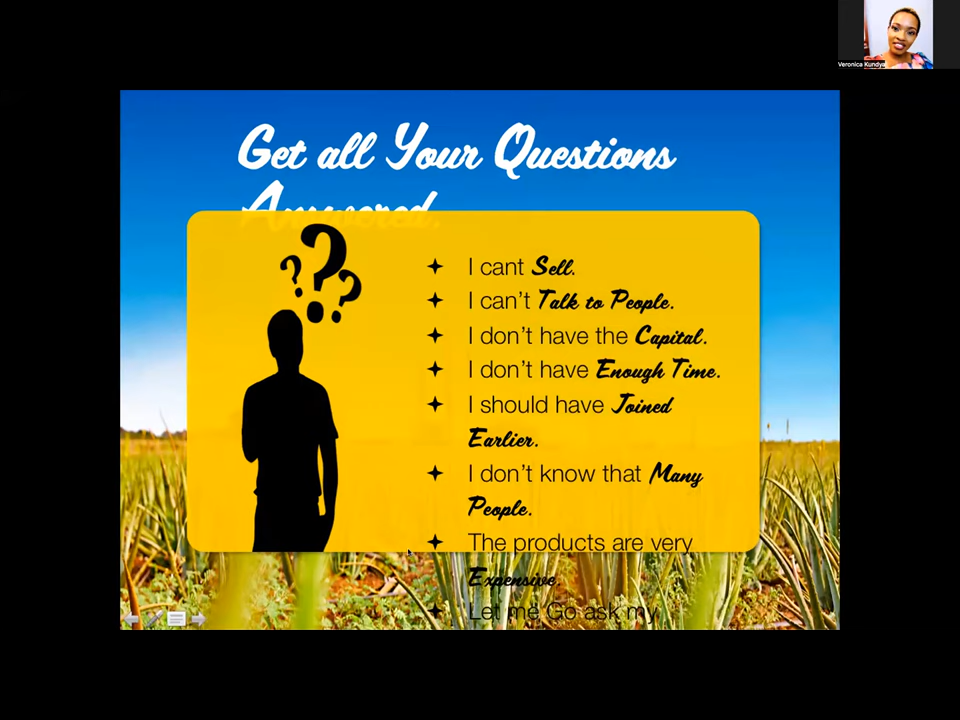 Veronica Kundya
Get all Your Questions
Answered.
? ? ?
I cant Sell.
I can't Talk to People.
I don't have the Capital.
I don't have Enough Time.
I should have Joined
Earlier.
I don't know that Many
People.
The products are very
Expensive.
Let me Go ask my